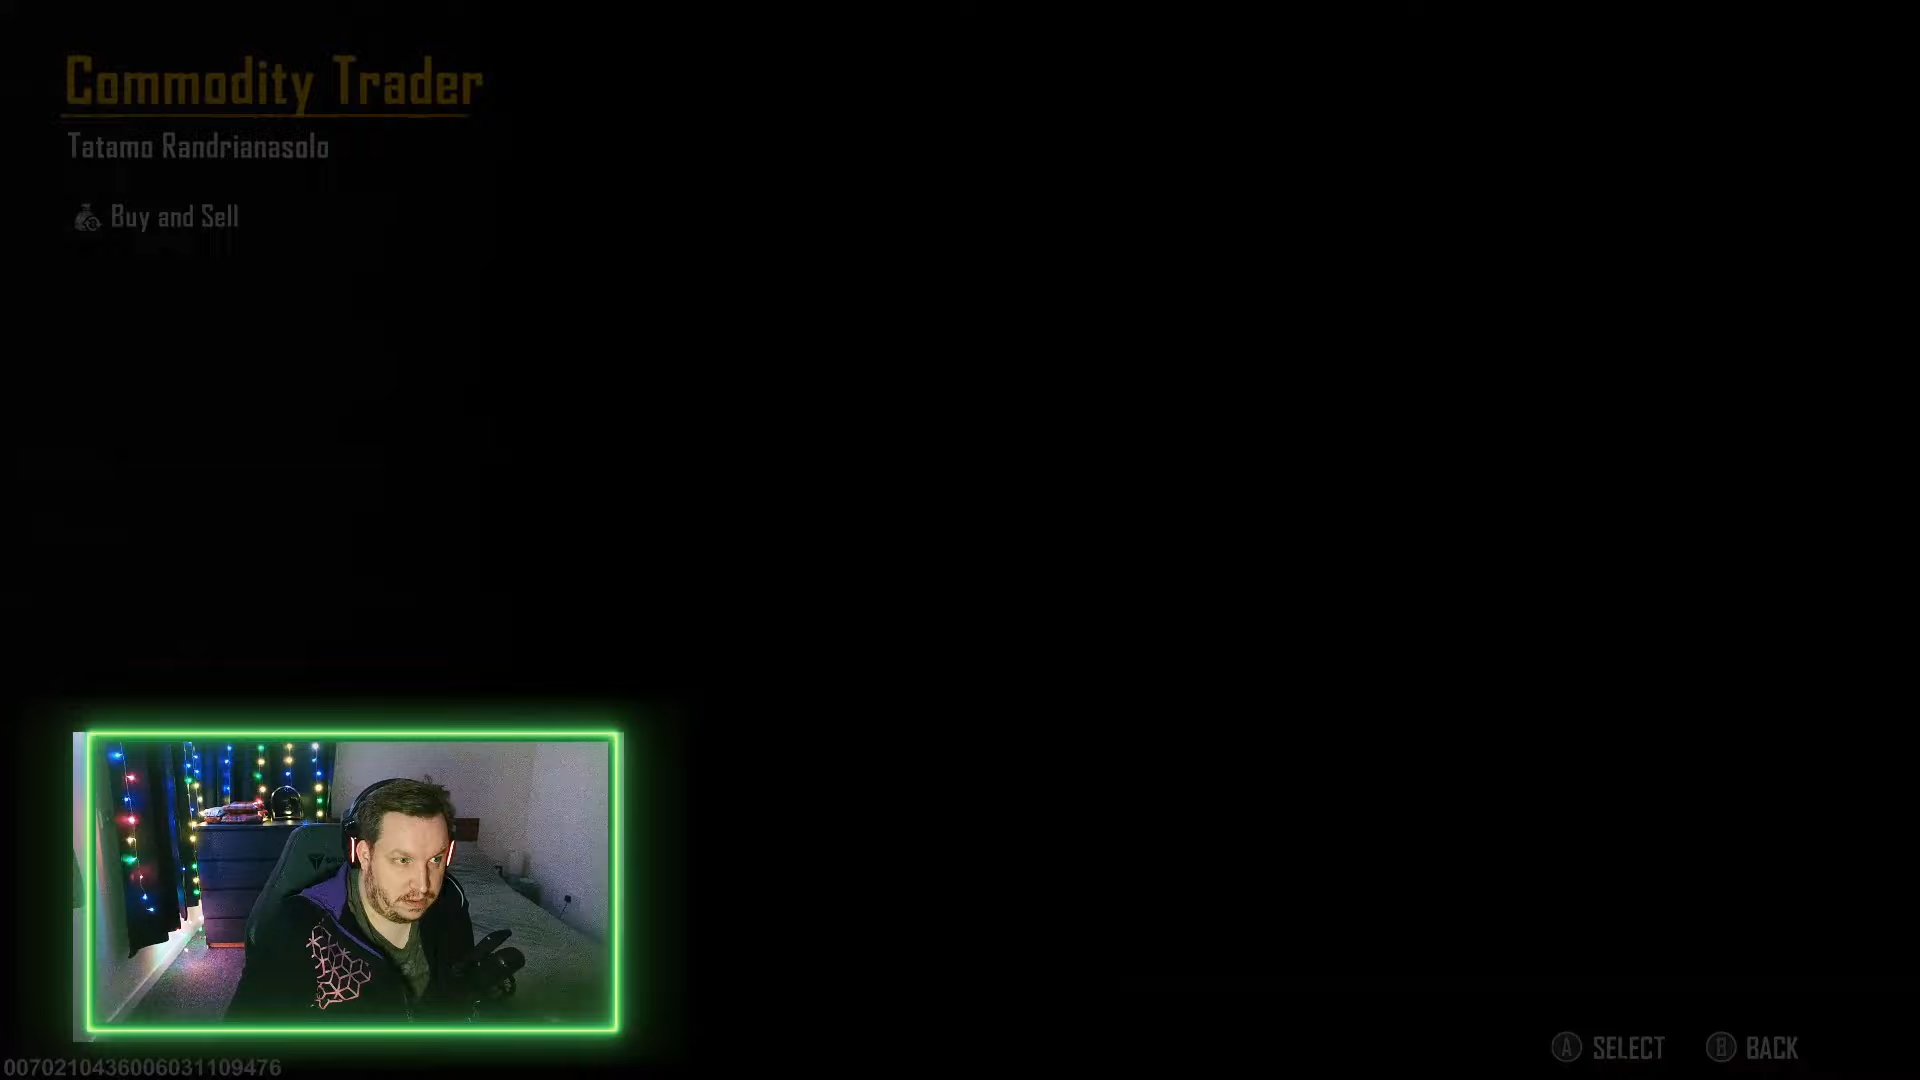 Commodity Trader
Tatamo Randrianasolo
Buy and Sell
A SELECT B BACK
0070210436006031109476